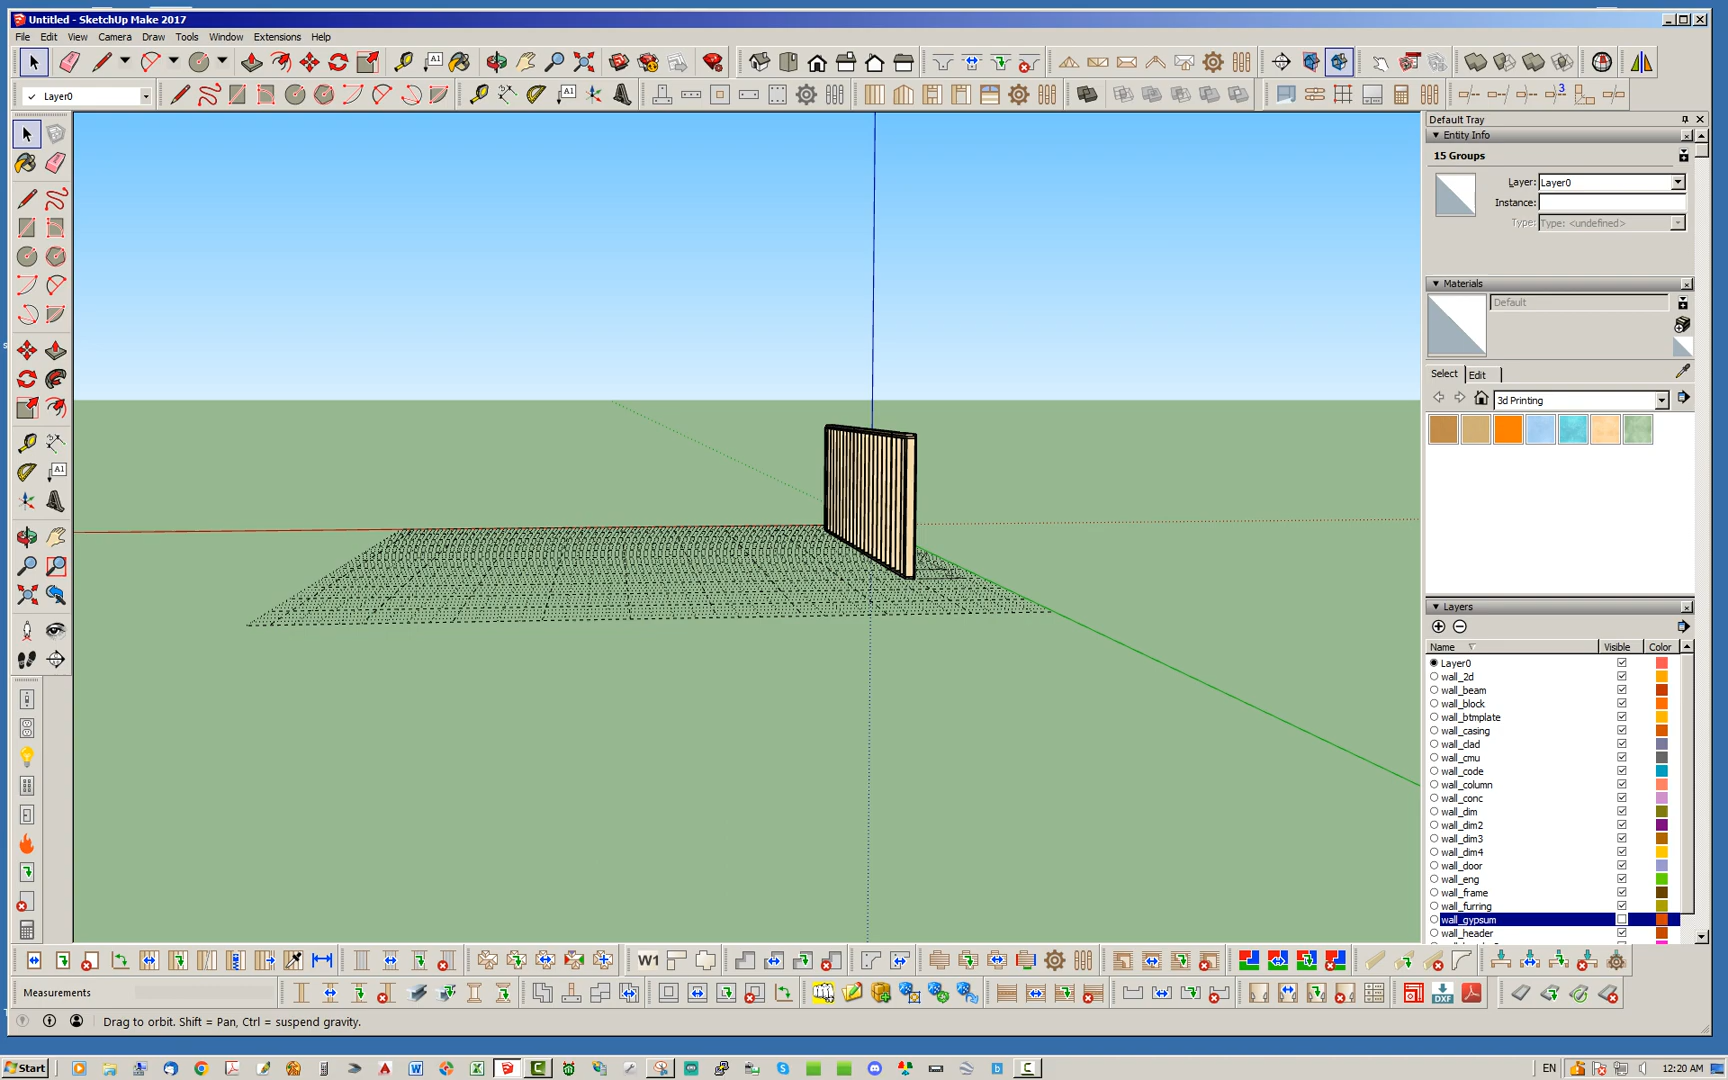 Untitled - SketchUp Make 2017
File Edit View Camera Draw Tools Window Extensions Help
Layer0
Default Tray
Entity Info
15 Groups
Layer: Layer0
Instance:
Type: Type: <undefined>
Materials
Default
Select Edit
3d Printing
Layers
Name Visible Color
Layer0
wall_2d
wall_beam
wall_block
wall_btmplate
wall_casing
wall_clad
wall_cmu
wall_code
wall_column
wall_conc
wall_dim
wall_dim2
wall_dim3
wall_dim4
wall_door
wall_eng
wall_frame
wall_furring
wall_gypsum
wall_header
W1
Measurements
DXF
Drag to orbit. Shift = Pan, Ctrl = suspend gravity.
Start
EN
12:20 AM